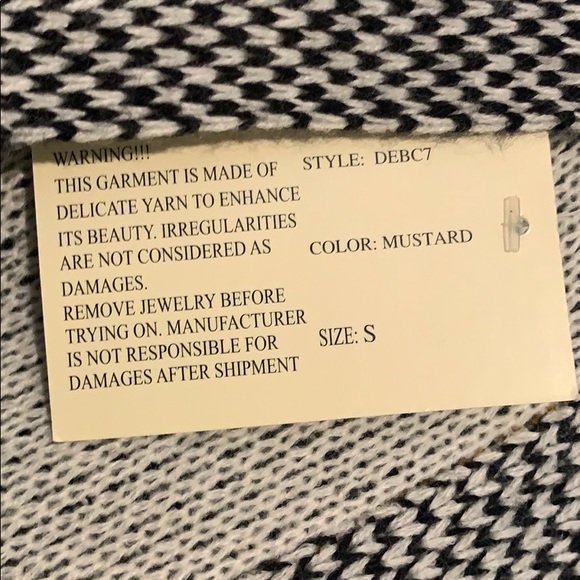 WARNING!!!
THIS GARMENT IS MADE OF
DELICATE YARN TO ENHANCE
ITS BEAUTY. IRREGULARITIES
ARE NOT CONSIDERED AS
DAMAGES.
REMOVE JEWELRY BEFORE
TRYING ON. MANUFACTURER
IS NOT RESPONSIBLE FOR
DAMAGES AFTER SHIPMENT
STYLE: DEBC7
COLOR: MUSTARD
SIZE: S